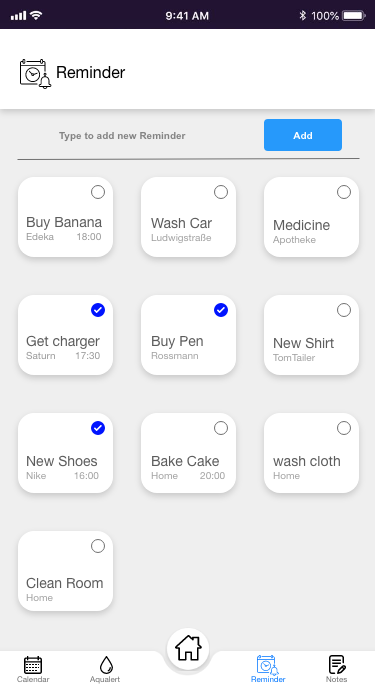 9:41 AM
100%
Reminder
Type to add new Reminder
Add
Buy Banana
Edeka 18:00
Wash Car
Ludwigstraße
Medicine
Apotheke
Get charger
Saturn 17:30
Buy Pen
Rossmann
New Shirt
TomTailer
New Shoes
Nike 16:00
Bake Cake
Home 20:00
wash cloth
Home
Clean Room
Home
Calendar
Aqualert
Reminder
Notes